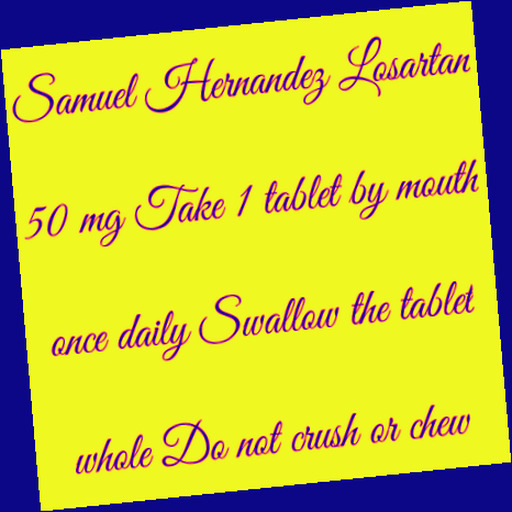 Samuel Hernandez Losartan
50 mg Take 1 tablet by mouth
once daily Swallow the tablet
whole Do not crush or chew